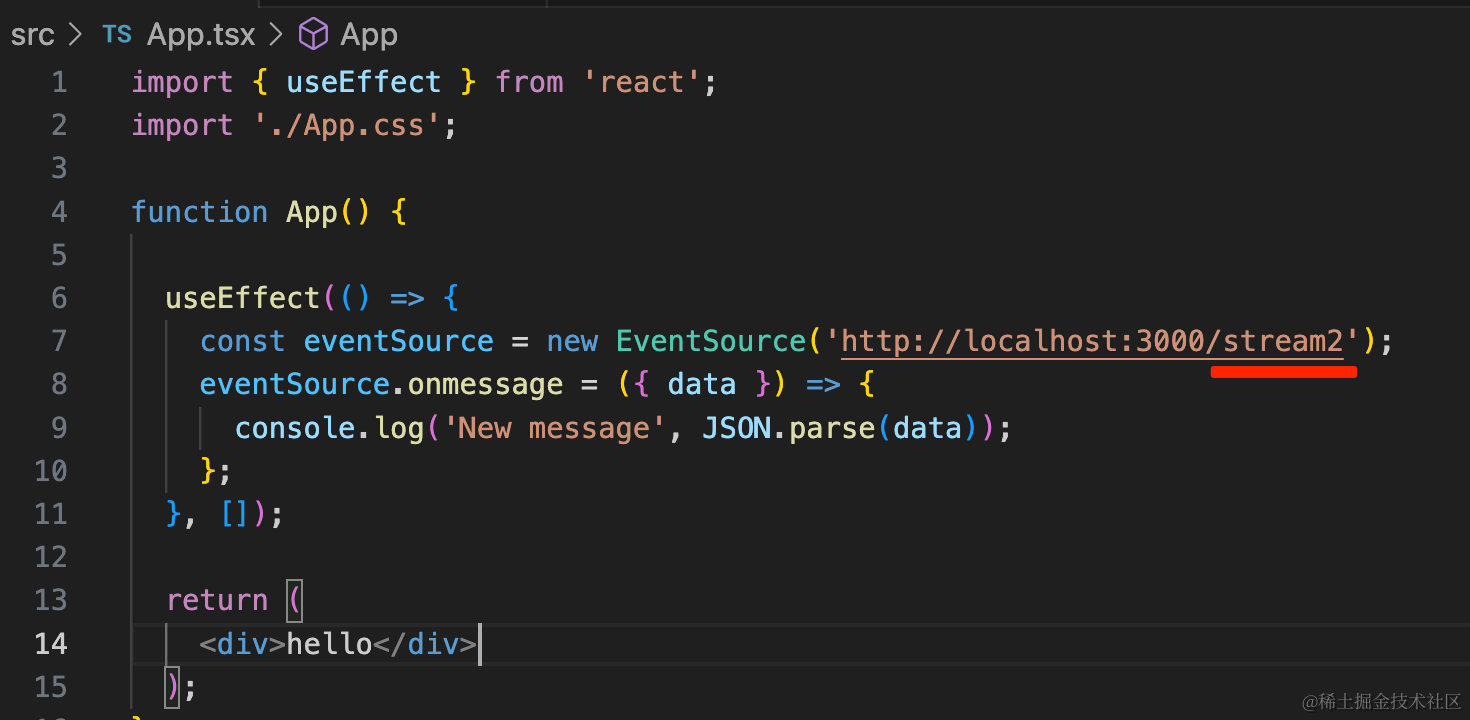 src > TS App.tsx > App
1 import { useEffect } from 'react';
2 import './App.css';
3
4 function App() {
5
6   useEffect(() => {
7     const eventSource = new EventSource('http://localhost:3000/stream2');
8     eventSource.onmessage = ({ data }) => {
9       console.log('New message', JSON.parse(data));
10     };
11   }, []);
12
13   return (
14     <div>hello</div>
15   );
}
@稀土掘金技术社区